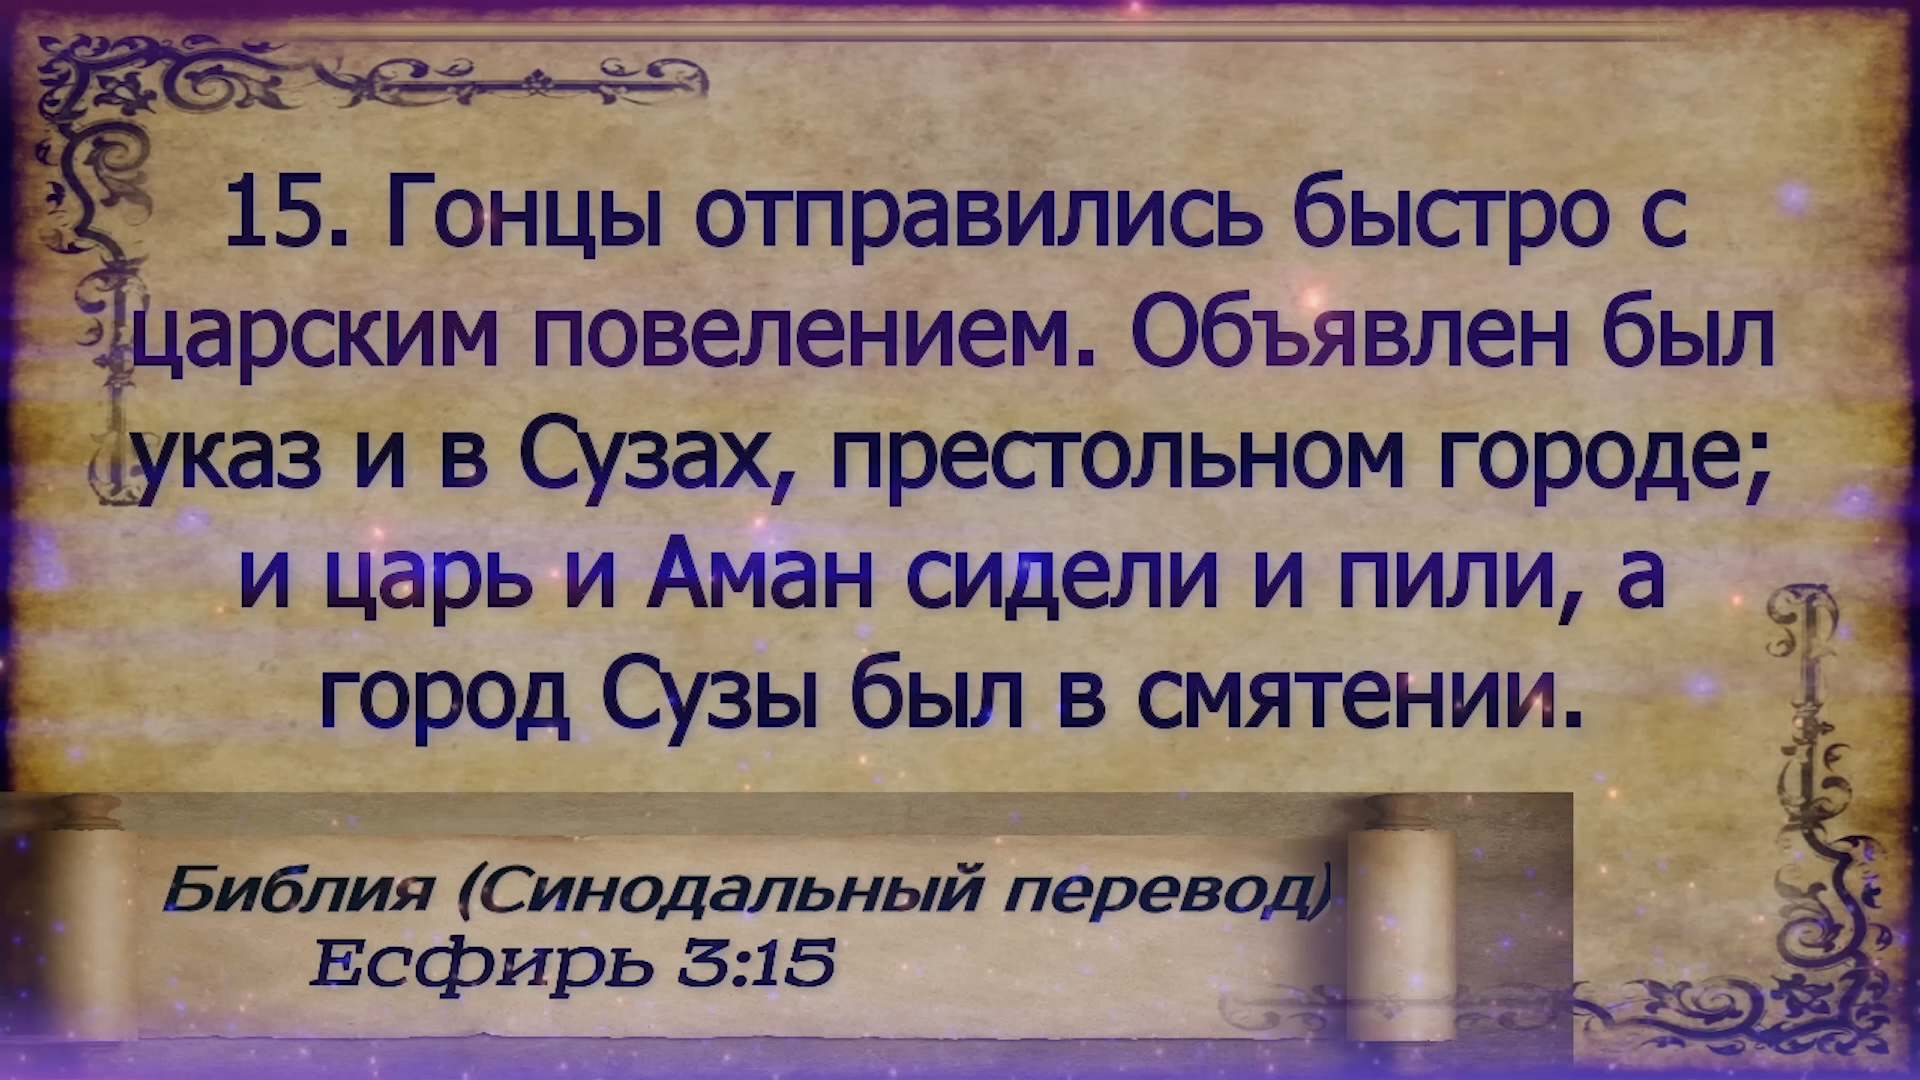 15. Гонцы отправились быстро с
царским повелением. Объявлен был
указ и в Сузах, престольном городе;
и царь и Аман сидели и пили, а
город Сузы был в смятении.
Библия (Синодальный перевод)
Есфирь 3:15